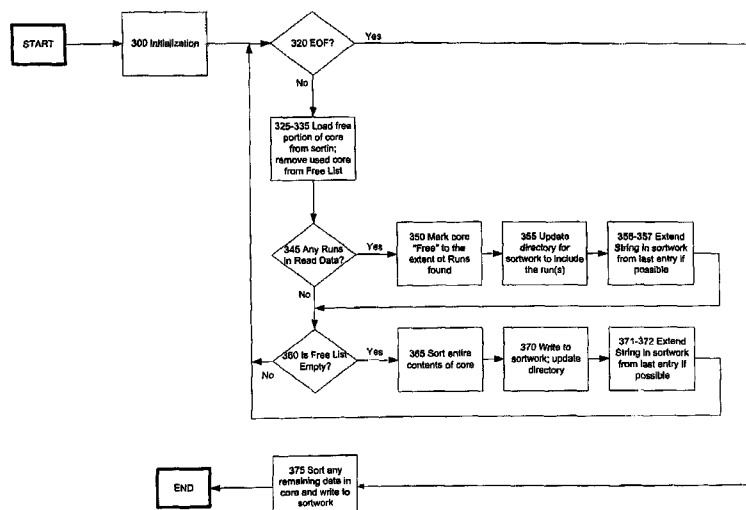 START
300 Initialization
320 EOF?
Yes
No
325-335 Load free
portion of core
from sortin;
remove used core
from Free List
345 Any Runs
in Read Data?
Yes
No
350 Mark core
"Free" to the
extent of Runs
found
355 Update
directory for
sortwork to include
the run(s)
356-357 Extend
String in sortwork
from last entry if
possible
360 Is Free List
Empty?
Yes
No
365 Sort entire
contents of core
370 Write to
sortwork; update
directory
371-372 Extend
String in sortwork
from last entry if
possible
END
375 Sort any
remaining data in
core and write to
sortwork